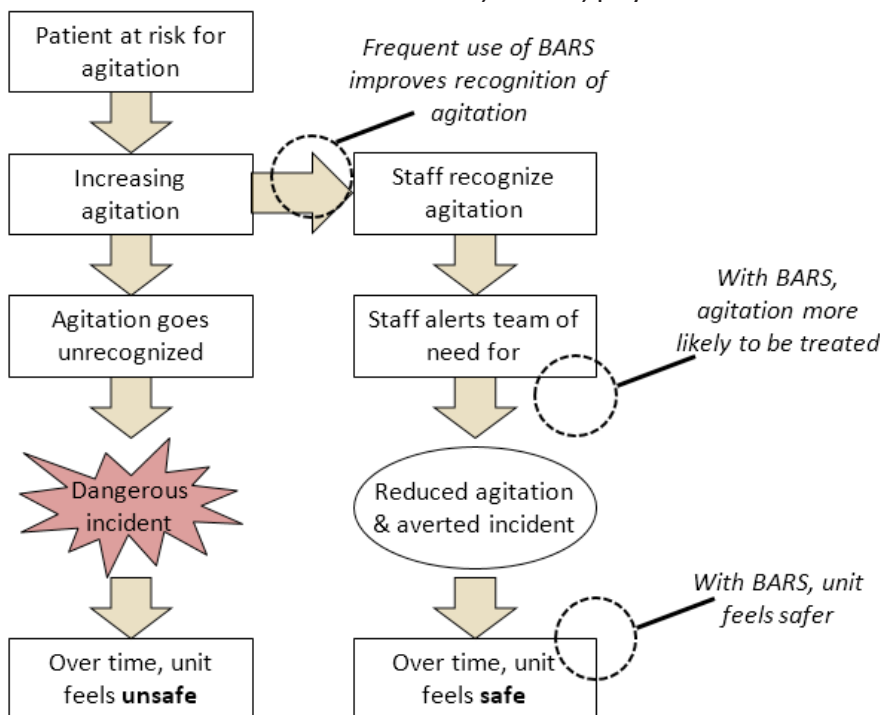 Patient at risk for
agitation
Frequent use of BARS
improves recognition of
agitation
Increasing
agitation
Staff recognize
agitation
Agitation goes
unrecognized
Staff alerts team of
need for
With BARS,
agitation more
likely to be treated
Dangerous
incident
Reduced agitation
& averted incident
With BARS, unit
feels safer
Over time, unit
feels unsafe
Over time, unit
feels safe